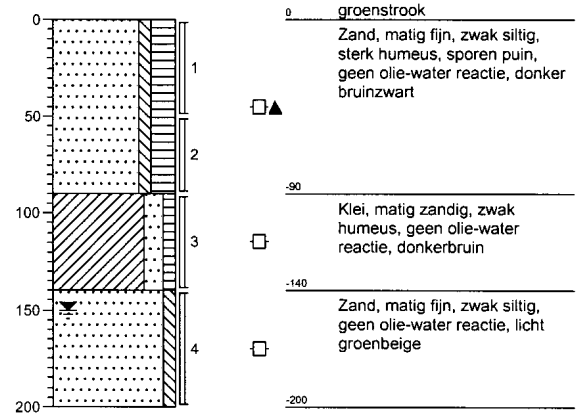 0
groenstrook
0
Zand, matig fijn, zwak siltig,
sterk humeus, sporen puin,
geen olie-water reactie, donker
bruinzwart
1
50
2
-90
100
Klei, matig zandig, zwak
humeus, geen olie-water
reactie, donkerbruin
3
-140
150
Zand, matig fijn, zwak siltig,
geen olie-water reactie, licht
groenbeige
4
200
-200